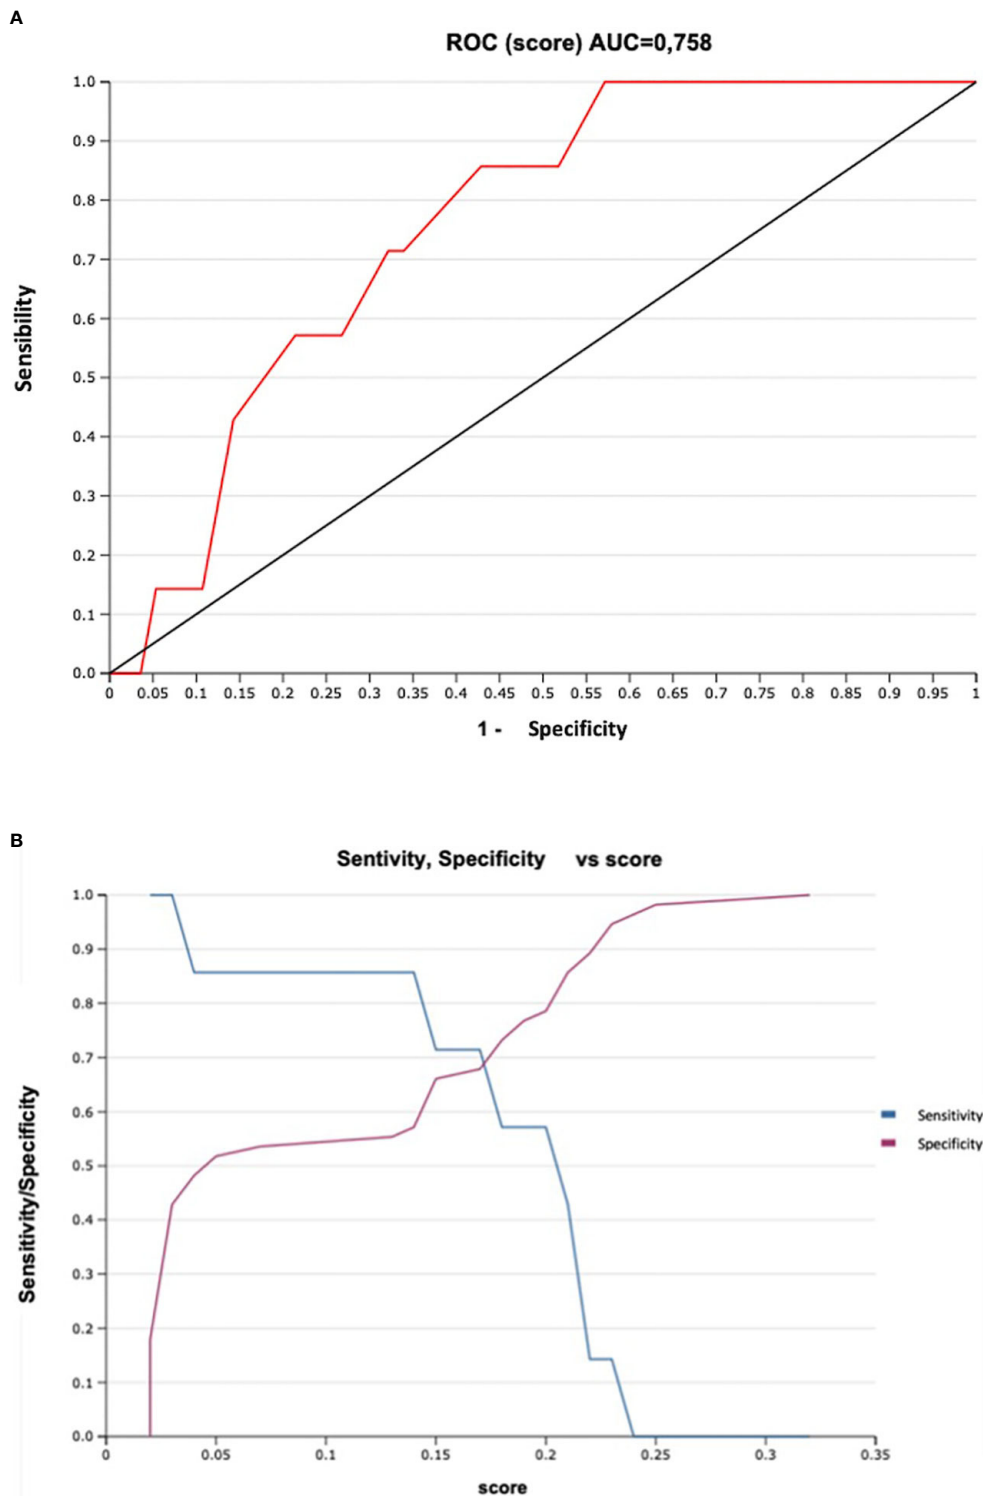 A
ROC (score) AUC=0,758
1.0
0.9
0.8
0.7
0.6
0.5
0.4
0.3
0.2
0.1
0.0
Sensibility
0 0.05 0.1 0.15 0.2 0.25 0.3 0.35 0.4 0.45 0.5 0.55 0.6 0.65 0.7 0.75 0.8 0.85 0.9 0.95 1
1 - Specificity
B
Sentivity, Specificity vs score
1.0
0.9
0.8
0.7
0.6
0.5
0.4
0.3
0.2
0.1
0.0
Sensitivity/Specificity
Sensitivity
Specificity
0 0.05 0.1 0.15 0.2 0.25 0.3 0.35
score